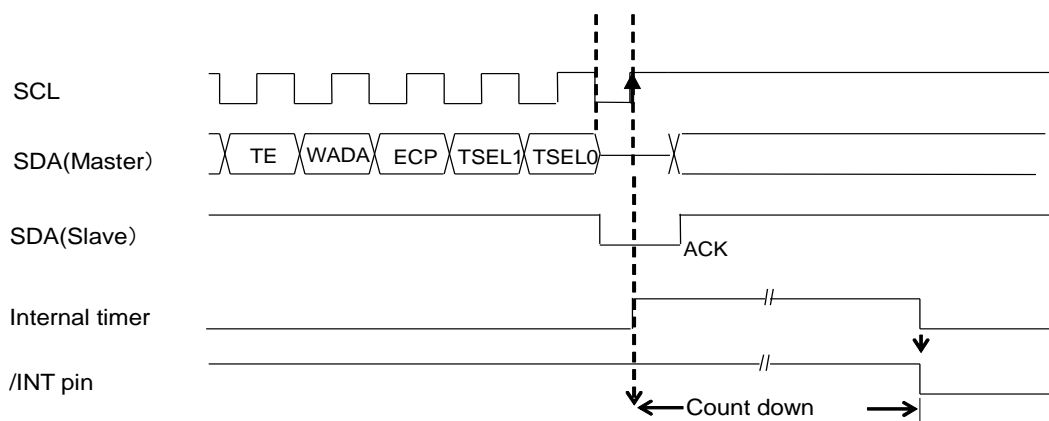 SCL
SDA(Master）
TE WADA ECP TSEL1 TSEL0
SDA(Slave）
ACK
Internal timer
/INT pin
Count down